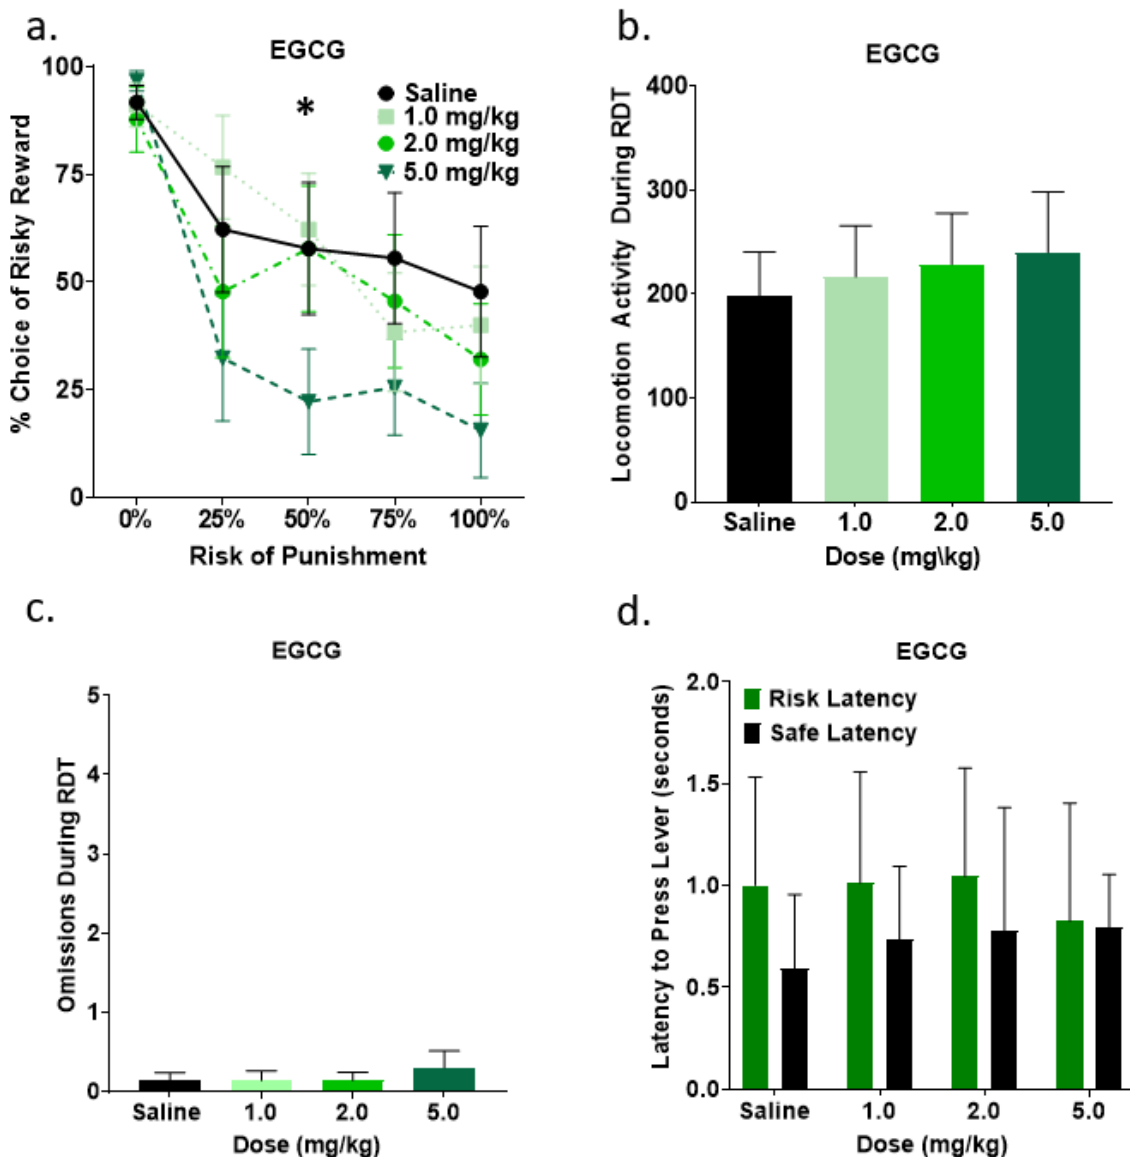 a.
EGCG
% Choice of Risky Reward
100
75
50
25
0
*
Saline
1.0 mg/kg
2.0 mg/kg
5.0 mg/kg
0% 25% 50% 75% 100%
Risk of Punishment
b.
EGCG
Locomotion Activity During RDT
400
300
200
100
0
Saline 1.0 2.0 5.0
Dose (mg\kg)
c.
EGCG
Omissions During RDT
5
4
3
2
1
0
Saline 1.0 2.0 5.0
Dose (mg/kg)
d.
EGCG
Latency to Press Lever (seconds)
2.0
1.5
1.0
0.5
0.0
Risk Latency
Safe Latency
Saline 1.0 2.0 5.0
Dose (mg/kg)